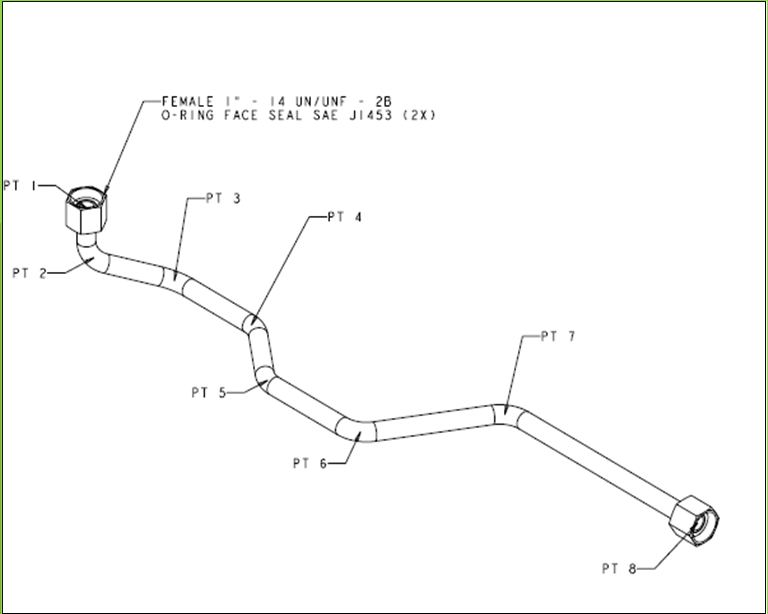 FEMALE 1" - 14 UN/UNF - 2B
O-RING FACE SEAL SAE J1453 (2X)
PT 1
PT 3
PT 4
PT 2
PT 7
PT 5
PT 6
PT 8